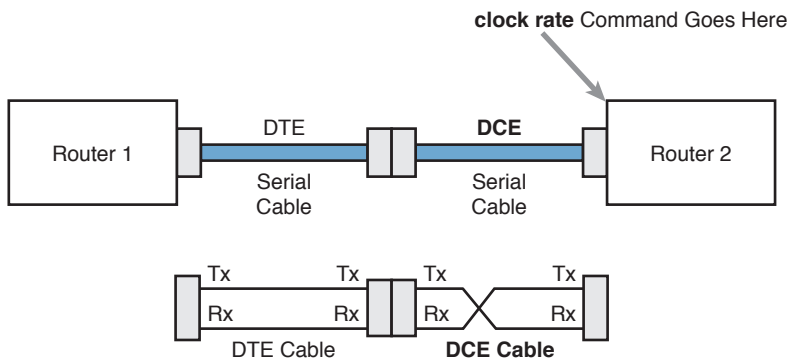 clock rate Command Goes Here
Router 1
DTE
Serial
Cable
DCE
Serial
Cable
Router 2
Tx Tx Tx Tx
Rx Rx Rx Rx
DTE Cable DCE Cable